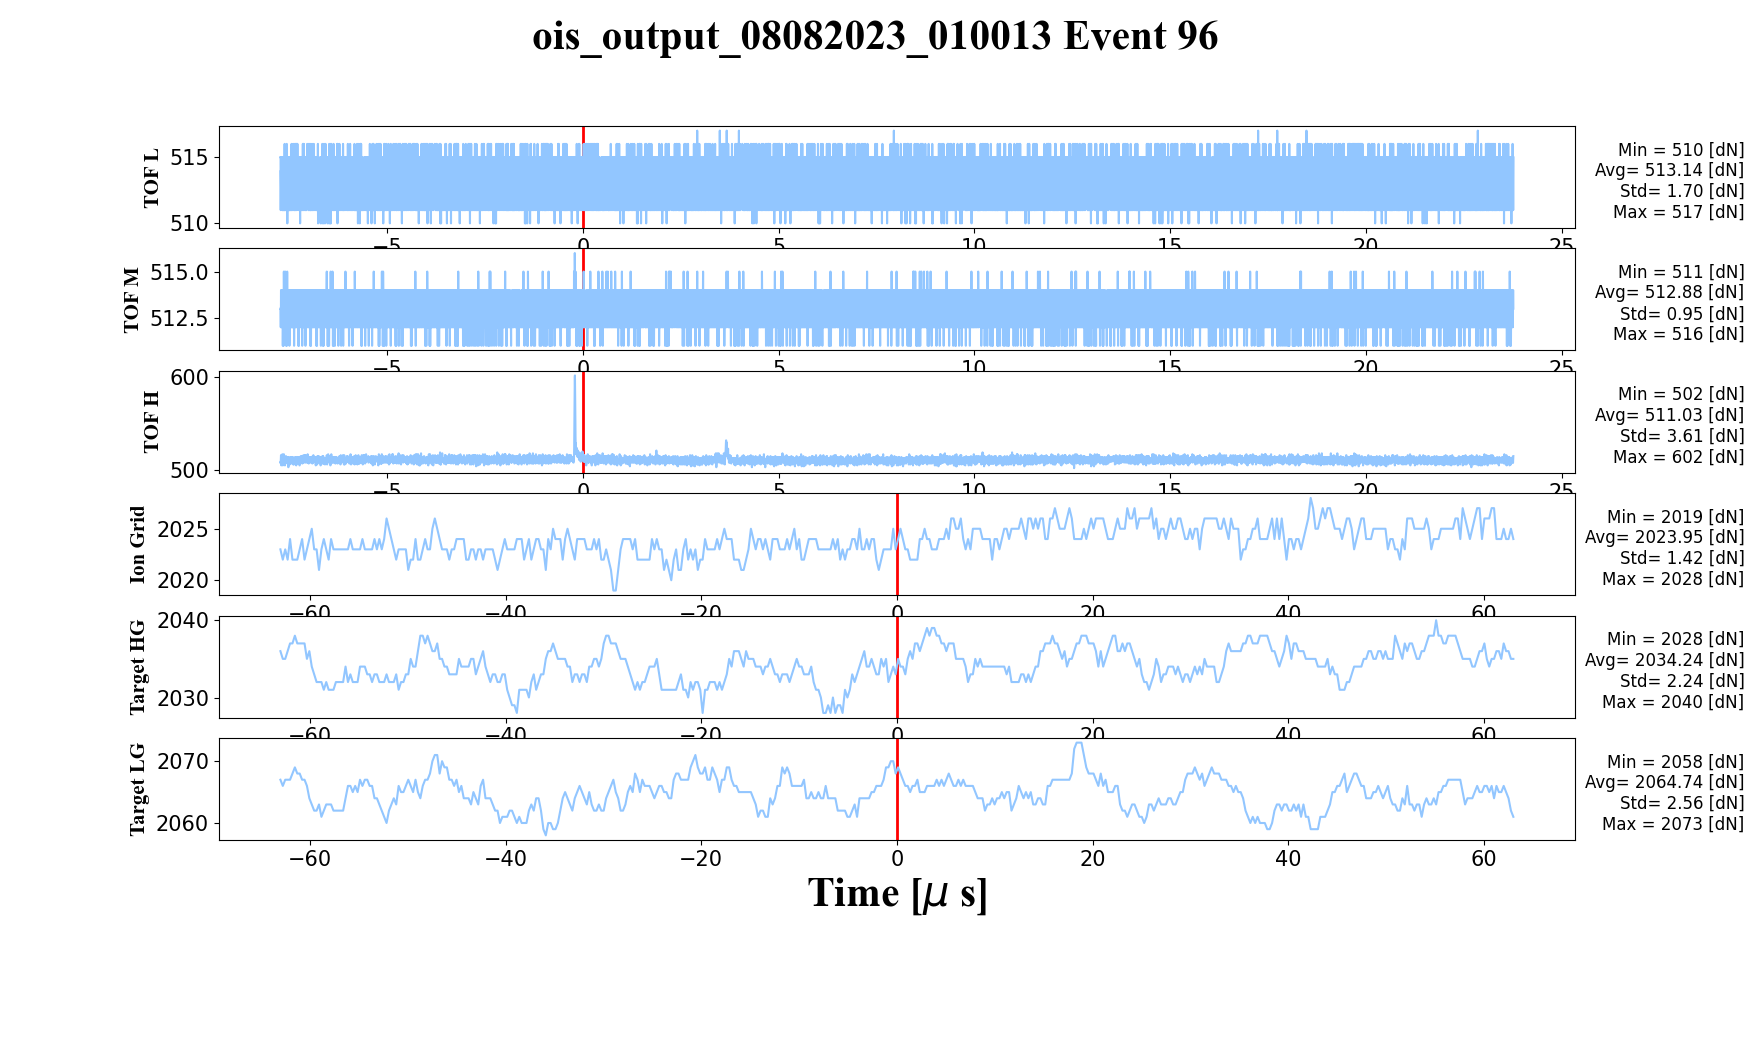 ois_output_08082023_010013 Event 96
TOF L
515
510
Min = 510 [dN]
Avg= 513.14 [dN]
Std= 1.70 [dN]
Max = 517 [dN]
−5 0 5 10 15 20 25
TOF M
515.0
512.5
Min = 511 [dN]
Avg= 512.88 [dN]
Std= 0.95 [dN]
Max = 516 [dN]
−5 0 5 10 15 20 25
TOF H
600
500
Min = 502 [dN]
Avg= 511.03 [dN]
Std= 3.61 [dN]
Max = 602 [dN]
−5 0 5 10 15 20 25
Ion Grid
2025
2020
Min = 2019 [dN]
Avg= 2023.95 [dN]
Std= 1.42 [dN]
Max = 2028 [dN]
−60 −40 −20 0 20 40 60
Target HG
2040
2030
Min = 2028 [dN]
Avg= 2034.24 [dN]
Std= 2.24 [dN]
Max = 2040 [dN]
−60 −40 −20 0 20 40 60
Target LG
2070
2060
Min = 2058 [dN]
Avg= 2064.74 [dN]
Std= 2.56 [dN]
Max = 2073 [dN]
−60 −40 −20 0 20 40 60
Time [μ s]